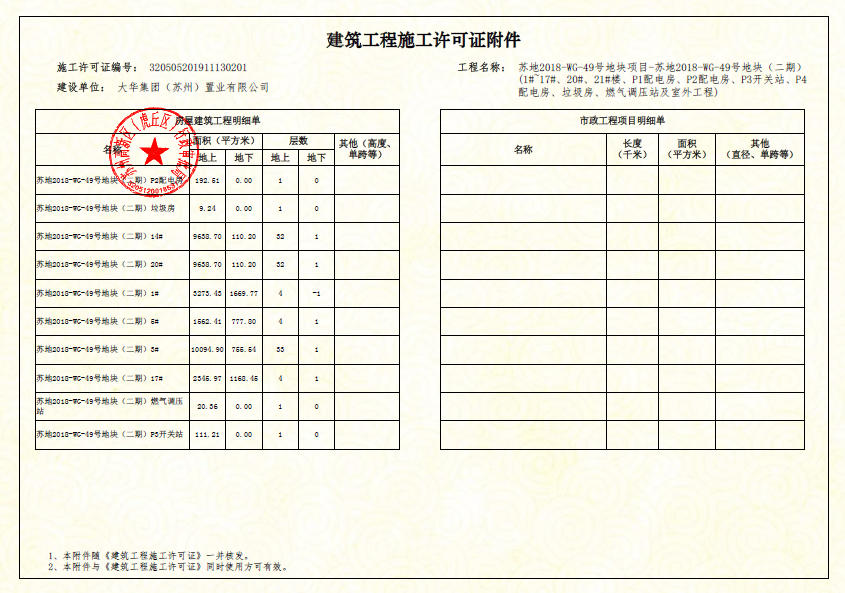 建筑工程施工许可证附件
施工许可证编号： 320505201911130201
建设单位： 大华集团（苏州）置业有限公司
工程名称： 苏地2018-WG-49号地块项目-苏地2018-WG-49号地块（二期）
(1#~17#、20#、21#楼、P1配电房、P2配电房、P3开关站、P4
配电房、垃圾房、燃气调压站及室外工程)
房屋建筑工程明细单
名称 面积（平方米） 层数 其他（高度、
单跨等）
地上 地下 地上 地下
苏地2018-WG-49号地块（二期）P2配电房 192.51 0.00 1 0
苏地2018-WG-49号地块（二期）垃圾房 9.24 0.00 1 0
苏地2018-WG-49号地块（二期）14# 9638.70 110.20 32 1
苏地2018-WG-49号地块（二期）20# 9638.70 110.20 32 1
苏地2018-WG-49号地块（二期）1# 3273.43 1669.77 4 -1
苏地2018-WG-49号地块（二期）5# 1562.41 777.80 4 1
苏地2018-WG-49号地块（二期）3# 10094.90 755.54 33 1
苏地2018-WG-49号地块（二期）17# 2345.97 1168.45 4 1
苏地2018-WG-49号地块（二期）燃气调压
站 20.36 0.00 1 0
苏地2018-WG-49号地块（二期）P3开关站 111.21 0.00 1 0
市政工程项目明细单
名称 长度
（千米） 面积
（平方米） 其他
（直径、单跨等）
1、本附件随《建筑工程施工许可证》一并核发。
2、本附件与《建筑工程施工许可证》同时使用方可有效。